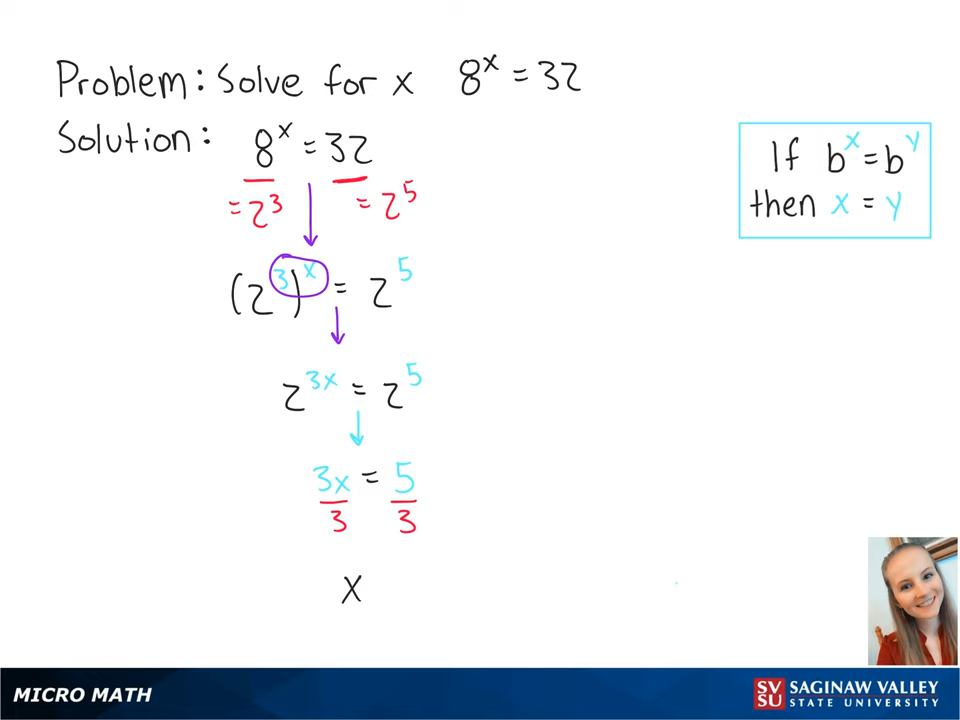 Problem: Solve for x 8^x = 32
Solution: 8^x = 32
= 2^3 = 2^5
If b^x = b^y
then x = y
(2^3)^x = 2^5
2^3x = 2^5
3x = 5
3 3
x
MICRO MATH
SVSU SAGINAW VALLEY
STATE UNIVERSITY